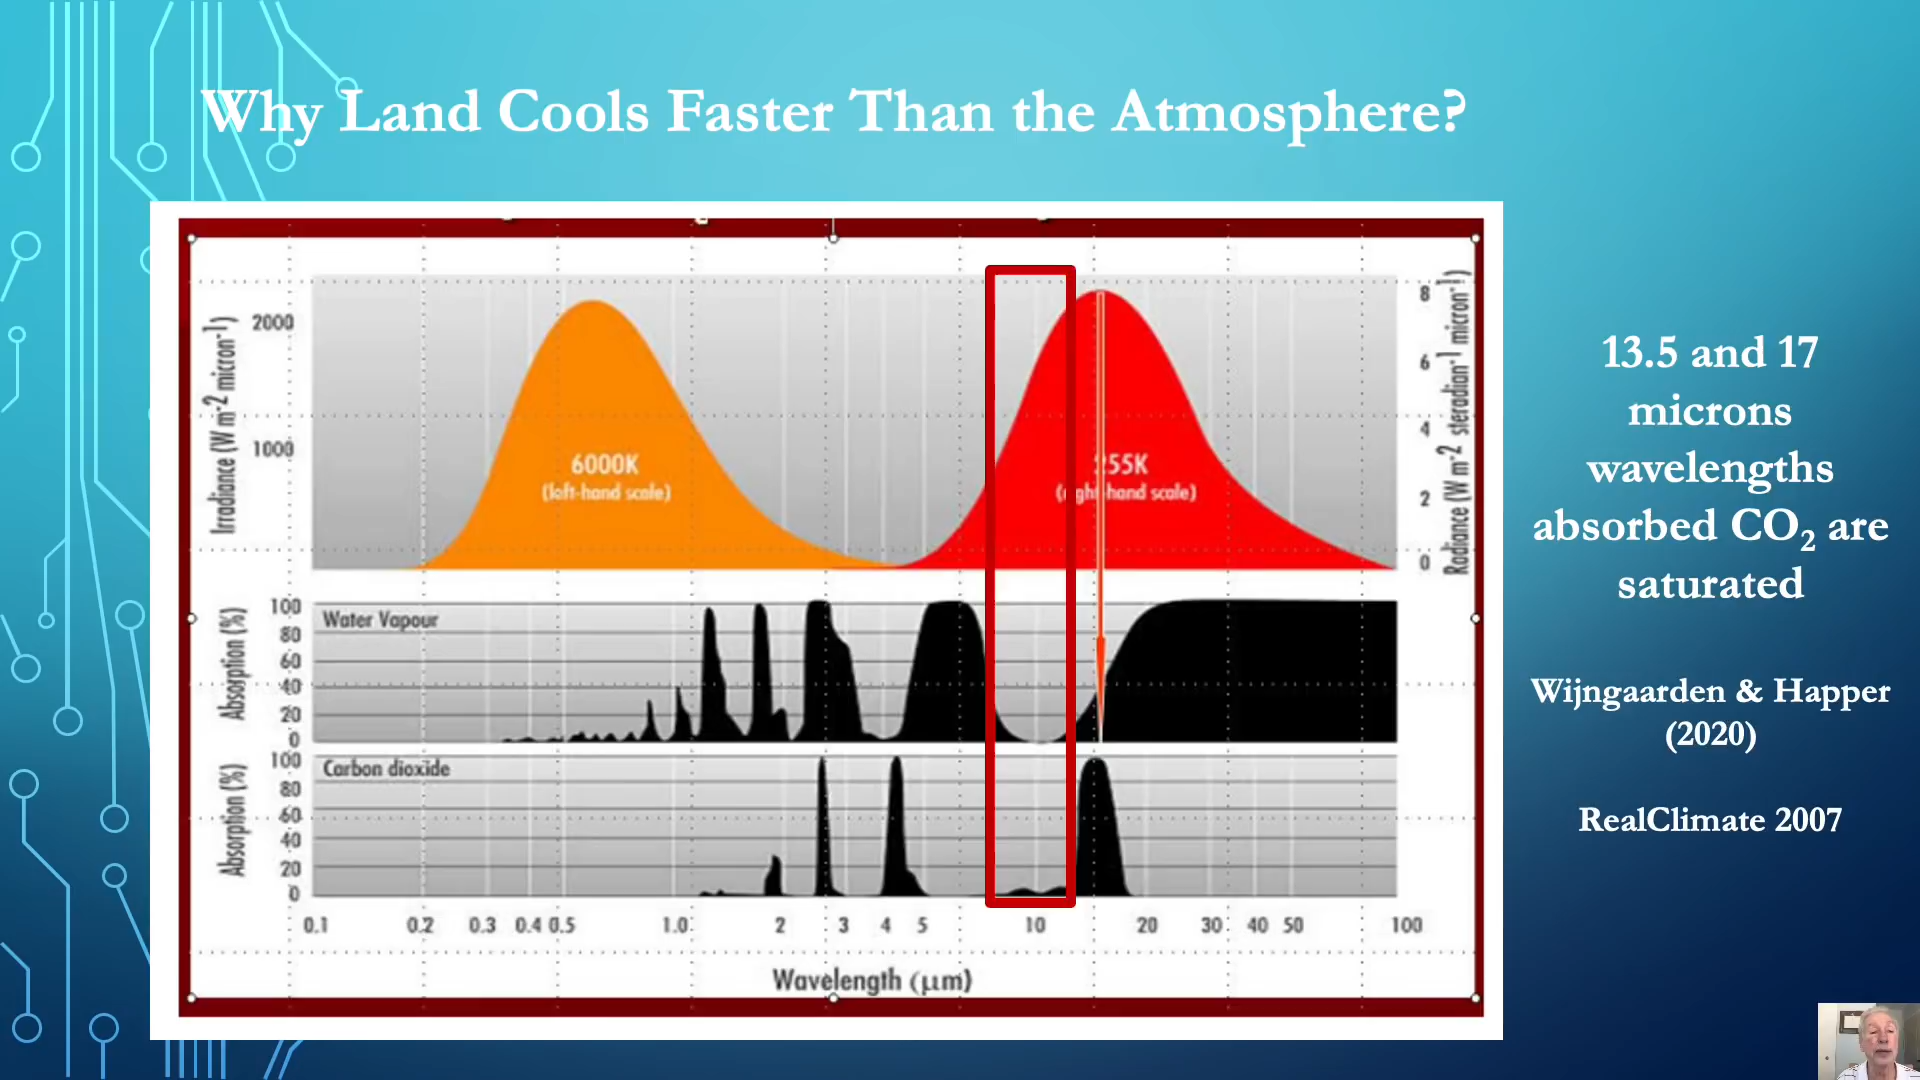 Why Land Cools Faster Than the Atmosphere?
Irradiance (W m-2 micron-1)
2000
1000
6000K
(left-hand scale)
255K
(right-hand scale)
8
6
4
2
0
Radiance (W m-2 steradian-1 micron-1)
Absorption (%)
100
80
60
40
20
0
Water Vapour
Absorption (%)
100
80
60
40
20
0
Carbon dioxide
0.1 0.2 0.3 0.4 0.5 1.0 2 3 4 5 10 20 30 40 50 100
Wavelength (μm)
13.5 and 17
microns
wavelengths
absorbed CO2 are
saturated
Wijngaarden & Happer
(2020)
RealClimate 2007